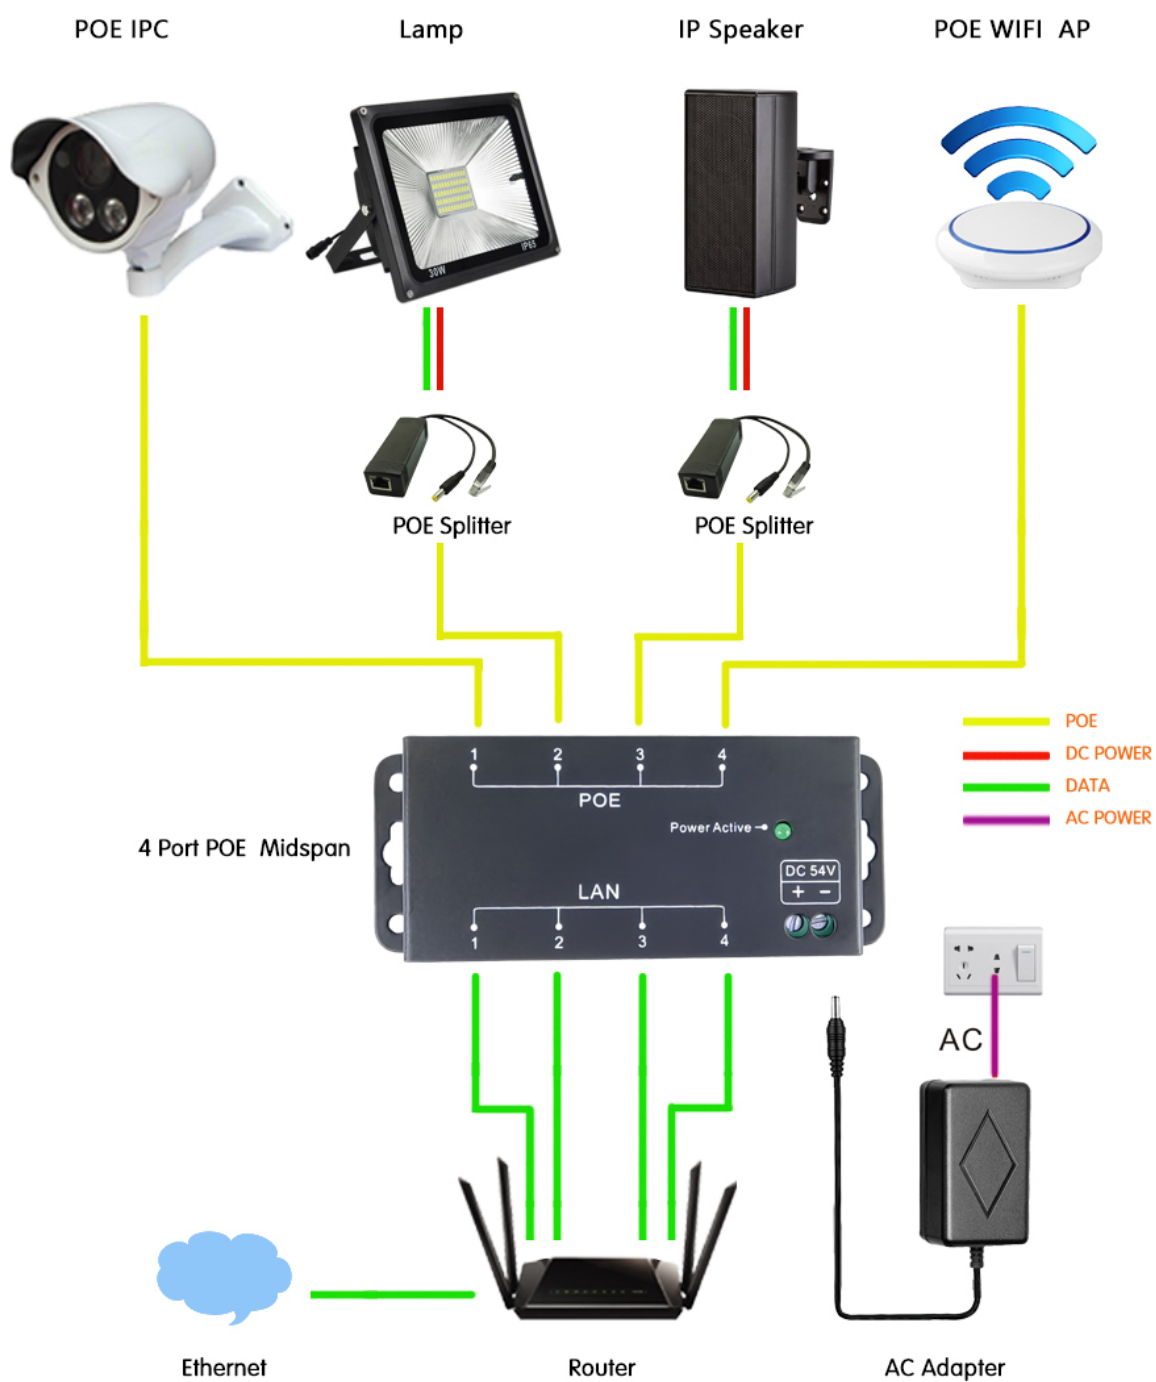 POE IPC
Lamp
IP Speaker
POE WIFI AP
30W
IP65
POE Splitter
POE Splitter
POE
DC POWER
DATA
AC POWER
1 2 3 4
POE
Power Active
4 Port POE Midspan
DC 54V
+ −
LAN
1 2 3 4
AC
Ethernet
Router
AC Adapter